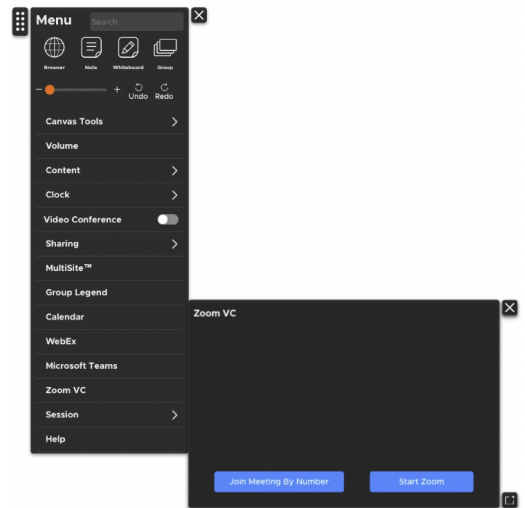 Menu
Search
Browser Note Whiteboard Group
− + Undo Redo
Canvas Tools
Volume
Content
Clock
Video Conference
Sharing
MultiSite™
Group Legend
Calendar
WebEx
Microsoft Teams
Zoom VC
Session
Help
Zoom VC
Join Meeting By Number Start Zoom